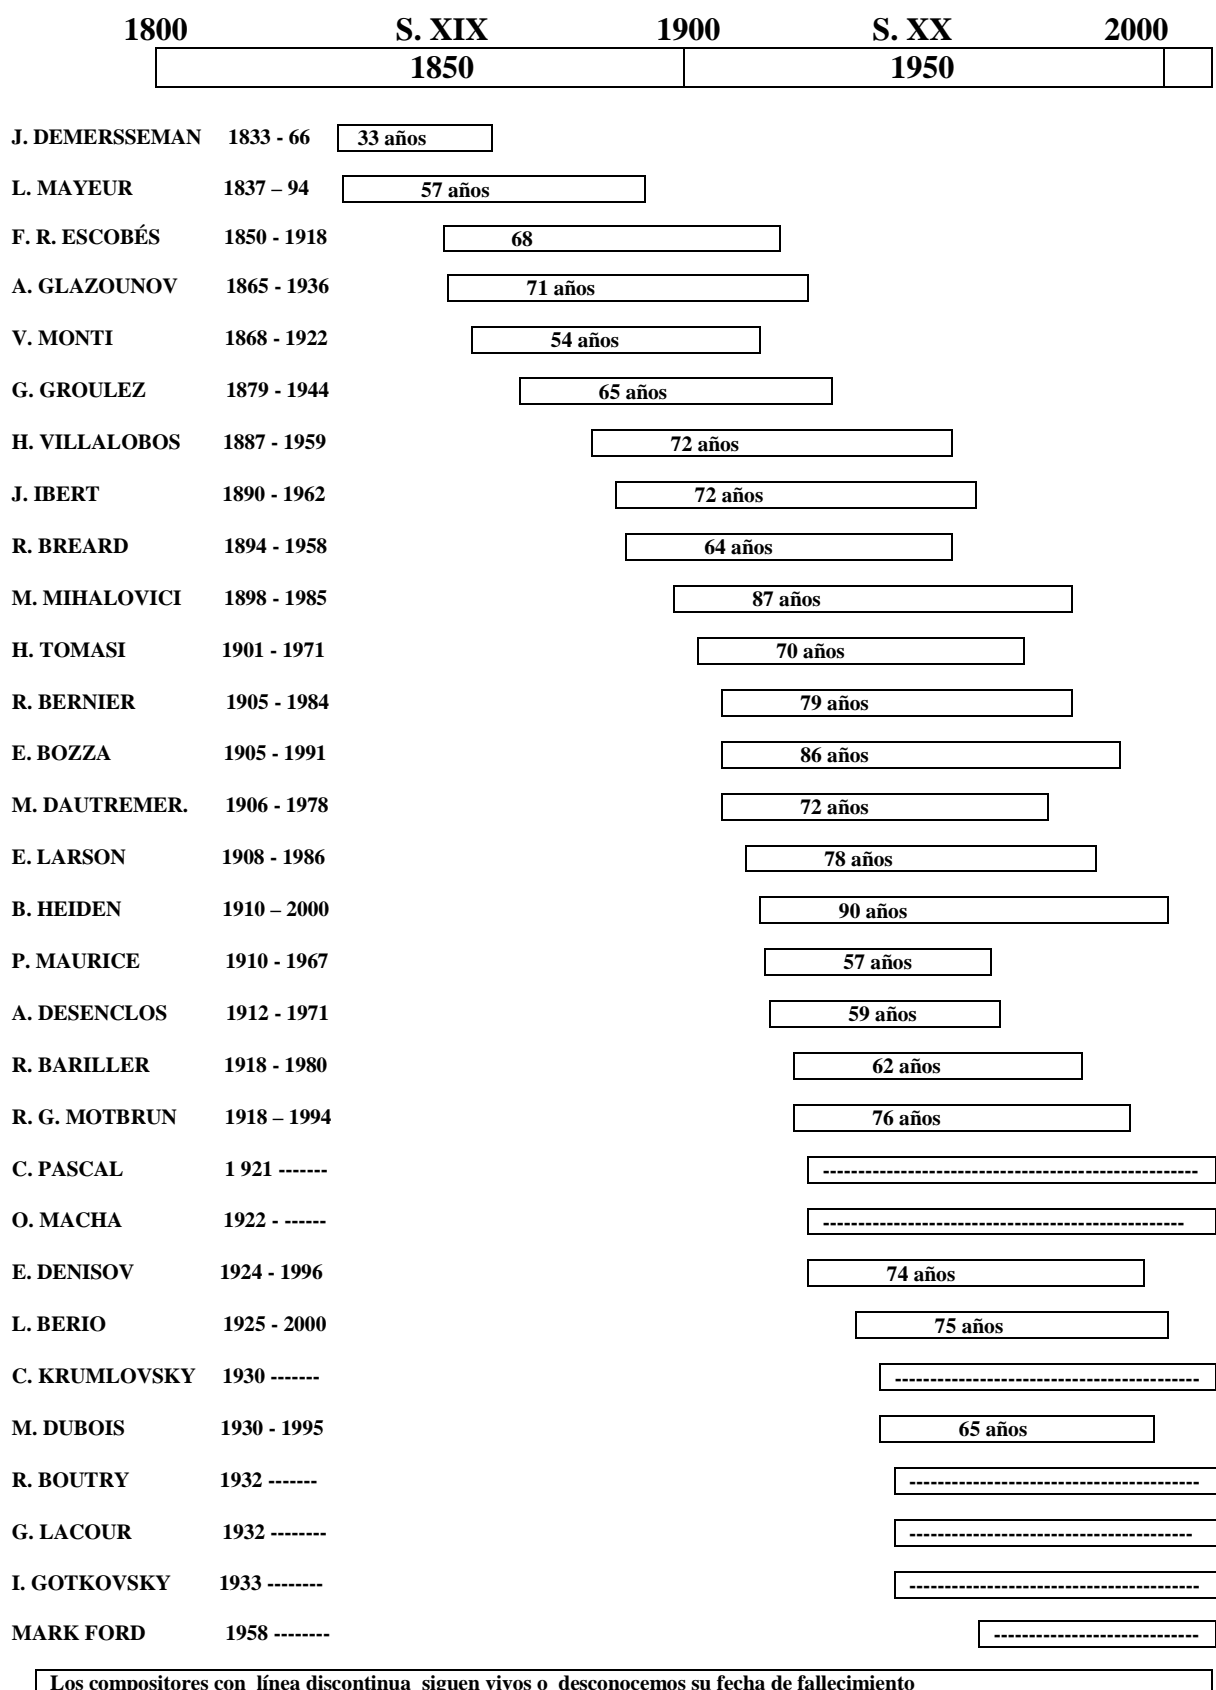 1800 S. XIX 1900 S. XX 2000
1850 1950
J. DEMERSSEMAN 1833 - 66 33 años
L. MAYEUR 1837 – 94 57 años
F. R. ESCOBÉS 1850 - 1918 68
A. GLAZOUNOV 1865 - 1936 71 años
V. MONTI 1868 - 1922 54 años
G. GROULEZ 1879 - 1944 65 años
H. VILLALOBOS 1887 - 1959 72 años
J. IBERT 1890 - 1962 72 años
R. BREARD 1894 - 1958 64 años
M. MIHALOVICI 1898 - 1985 87 años
H. TOMASI 1901 - 1971 70 años
R. BERNIER 1905 - 1984 79 años
E. BOZZA 1905 - 1991 86 años
M. DAUTREMER. 1906 - 1978 72 años
E. LARSON 1908 - 1986 78 años
B. HEIDEN 1910 – 2000 90 años
P. MAURICE 1910 - 1967 57 años
A. DESENCLOS 1912 - 1971 59 años
R. BARILLER 1918 - 1980 62 años
R. G. MOTBRUN 1918 – 1994 76 años
C. PASCAL 1 921 ------- -----------------------------------------------------
O. MACHA 1922 - ------ ---------------------------------------------------
E. DENISOV 1924 - 1996 74 años
L. BERIO 1925 - 2000 75 años
C. KRUMLOVSKY 1930 ------- -------------------------------------------
M. DUBOIS 1930 - 1995 65 años
R. BOUTRY 1932 ------- -----------------------------------------
G. LACOUR 1932 -------- ----------------------------------------
I. GOTKOVSKY 1933 -------- -----------------------------------------
MARK FORD 1958 -------- -----------------------------
Los compositores con línea discontinua siguen vivos o desconocemos su fecha de fallecimiento